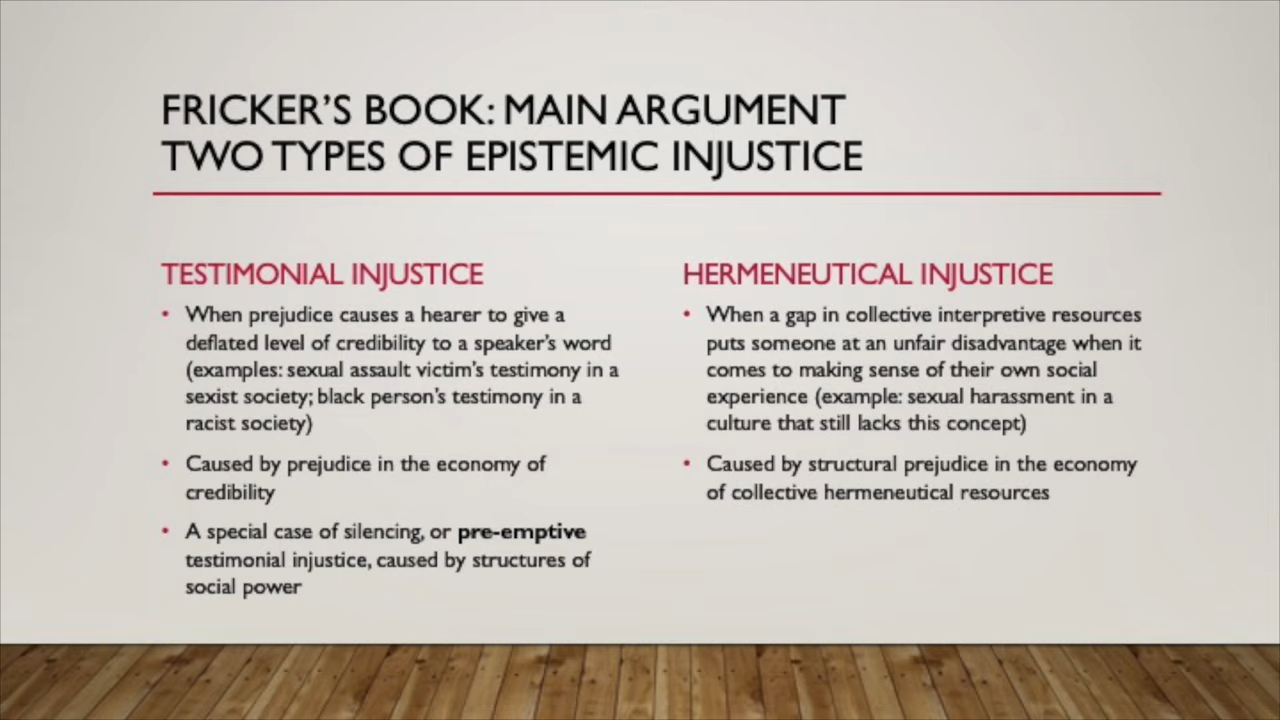 FRICKER'S BOOK: MAIN ARGUMENT
TWO TYPES OF EPISTEMIC INJUSTICE
TESTIMONIAL INJUSTICE
• When prejudice causes a hearer to give a
deflated level of credibility to a speaker's word
(examples: sexual assault victim's testimony in a
sexist society; black person's testimony in a
racist society)
• Caused by prejudice in the economy of
credibility
• A special case of silencing, or pre-emptive
testimonial injustice, caused by structures of
social power
HERMENEUTICAL INJUSTICE
• When a gap in collective interpretive resources
puts someone at an unfair disadvantage when it
comes to making sense of their own social
experience (example: sexual harassment in a
culture that still lacks this concept)
• Caused by structural prejudice in the economy
of collective hermeneutical resources